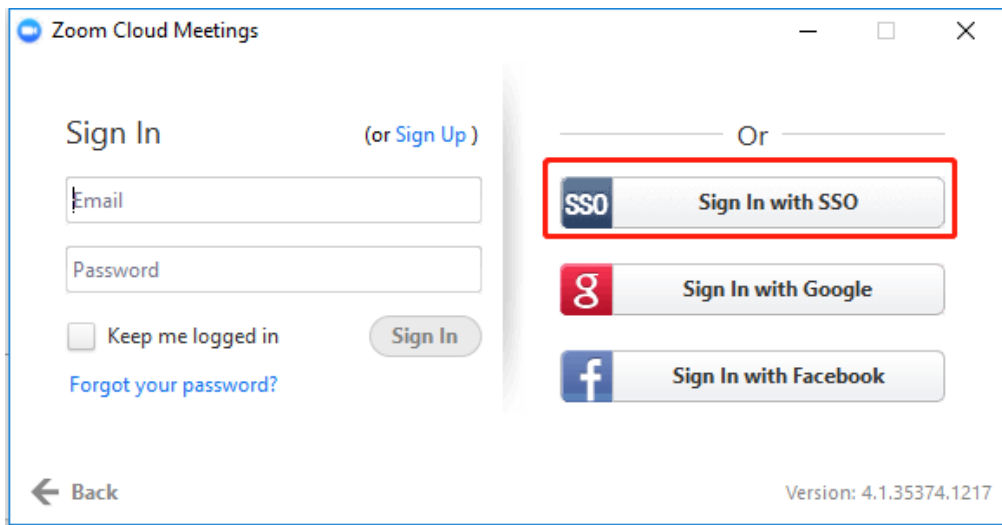 Zoom Cloud Meetings
Sign In (or Sign Up )
Email
Password
Keep me logged in Sign In
Forgot your password?
Or
SSO Sign In with SSO
g Sign In with Google
f Sign In with Facebook
Back
Version: 4.1.35374.1217